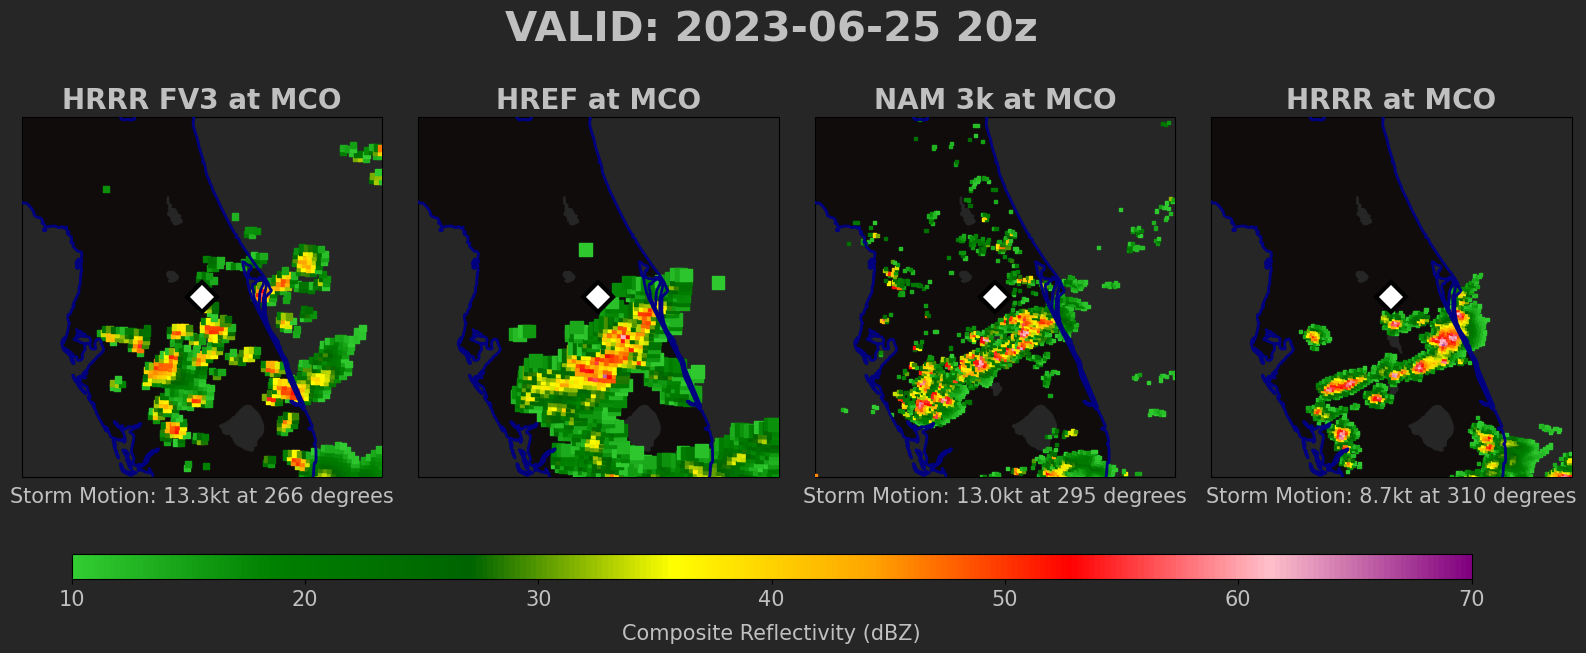 VALID: 2023-06-25 20z
HRRR FV3 at MCO
HREF at MCO
NAM 3k at MCO
HRRR at MCO
Storm Motion: 13.3kt at 266 degrees
Storm Motion: 13.0kt at 295 degrees
Storm Motion: 8.7kt at 310 degrees
10 20 30 40 50 60 70
Composite Reflectivity (dBZ)